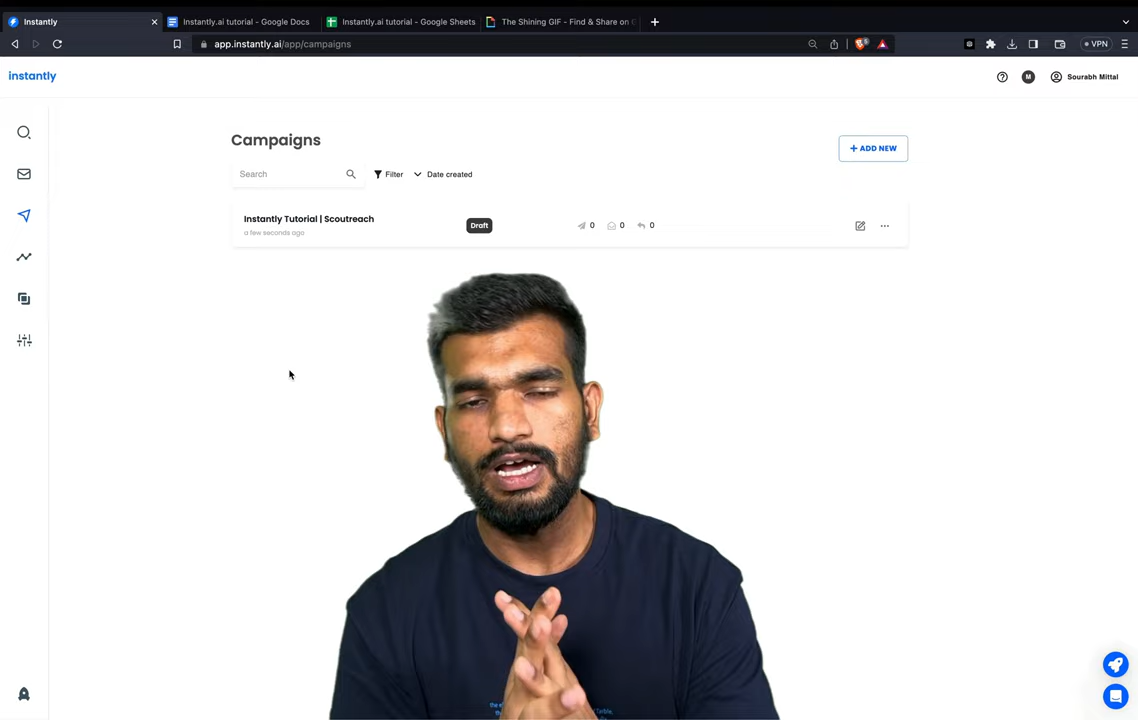 Instantly
Instantly.ai tutorial - Google Docs
Instantly.ai tutorial - Google Sheets
The Shining GIF - Find & Share on
app.instantly.ai/app/campaigns
VPN
instantly
M
Sourabh Mittal
Campaigns
+ ADD NEW
Search
Filter
Date created
Instantly Tutorial | Scoutreach
a few seconds ago
Draft
0
0
0